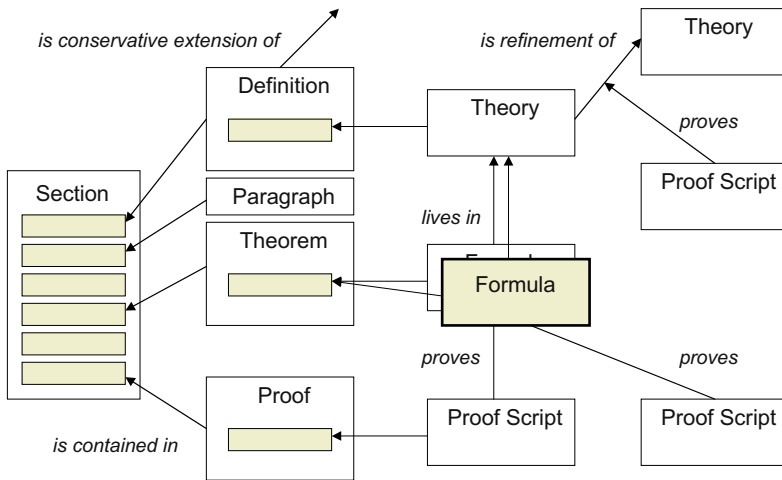 is conservative extension of
is refinement of
Theory
Definition
Theory
proves
Section
Paragraph
Proof Script
lives in
Theorem
Formula
proves
proves
Proof
Proof Script
Proof Script
is contained in